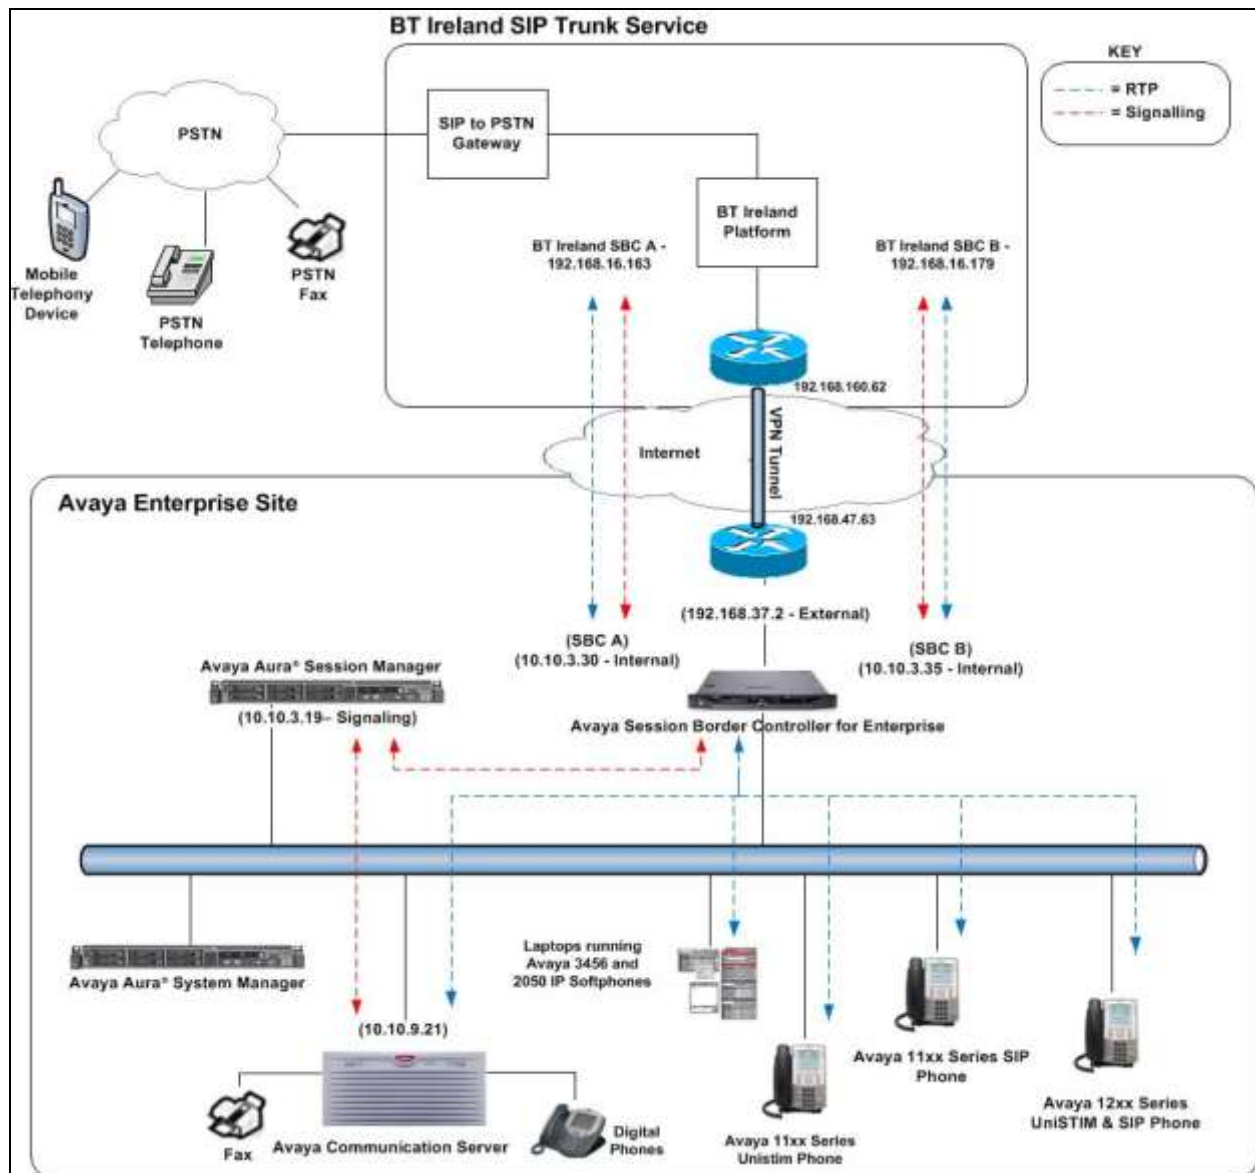 BT Ireland SIP Trunk Service
KEY
= RTP
= Signalling
PSTN
SIP to PSTN
Gateway
BT Ireland
Platform
BT Ireland SBC A -
192.168.16.163
BT Ireland SBC B -
192.168.16.179
Mobile
Telephony
Device
PSTN
Telephone
PSTN
Fax
192.168.160.62
Internet
VPN Tunnel
192.168.47.63
Avaya Enterprise Site
(192.168.37.2 - External)
(SBC A)
(10.10.3.30 - Internal)
(SBC B)
(10.10.3.35 - Internal)
Avaya Aura® Session Manager
(10.10.3.19– Signaling)
Avaya Session Border Controller for Enterprise
Avaya Aura® System Manager
Laptops running
Avaya 3456 and
2050 IP Softphones
(10.10.9.21)
Fax
Avaya Communication Server
Digital
Phones
Avaya 11xx Series
Unistim Phone
Avaya 11xx Series SIP
Phone
Avaya 12xx Series
UniSTIM & SIP Phone